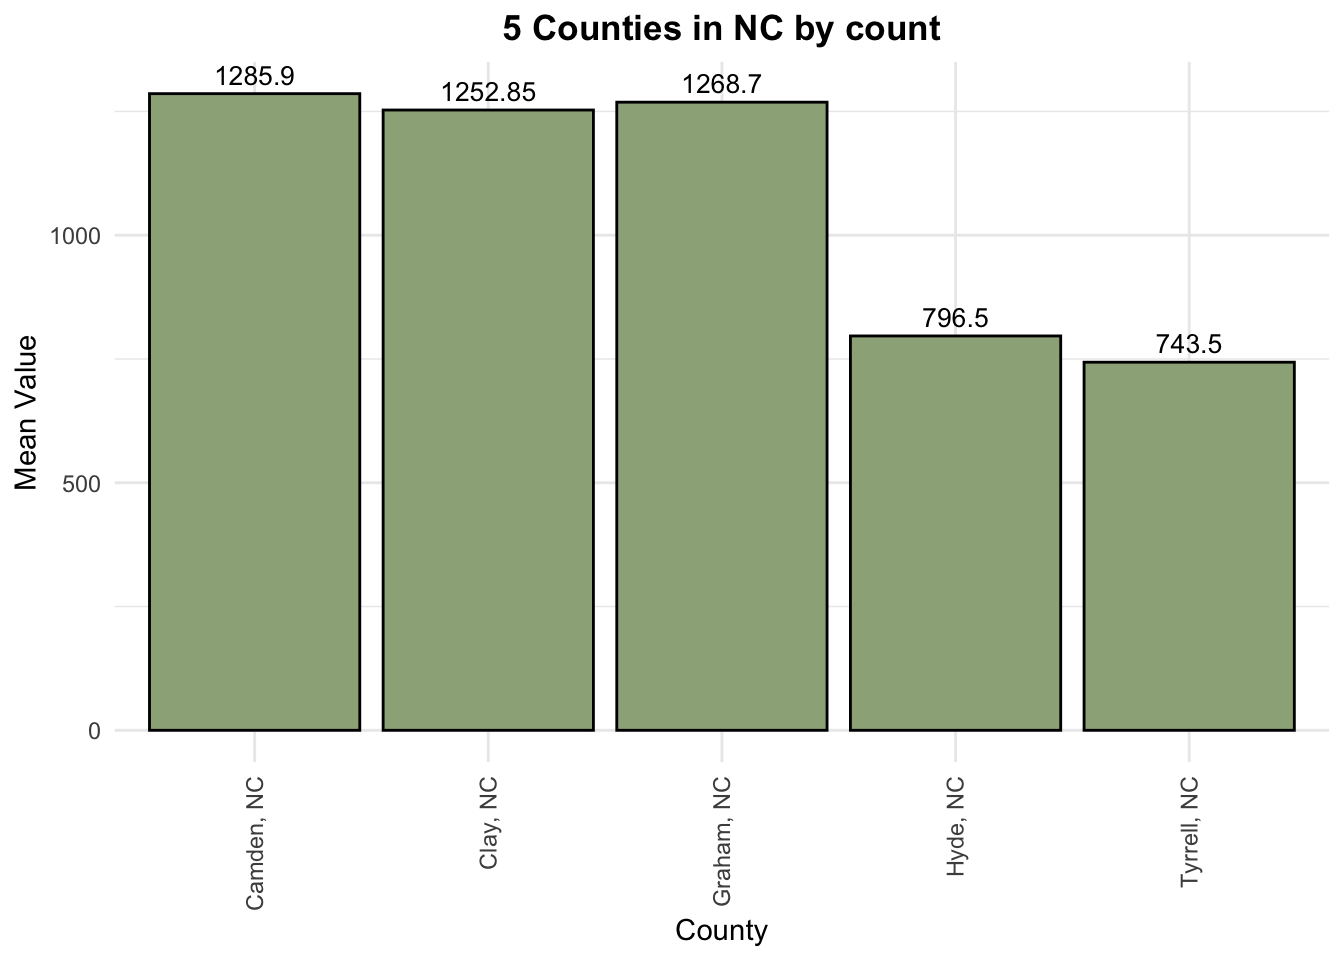 5 Counties in NC by count
1285.9
1252.85
1268.7
796.5
743.5
Mean Value
1000
500
0
Camden, NC
Clay, NC
Graham, NC
Hyde, NC
Tyrrell, NC
County